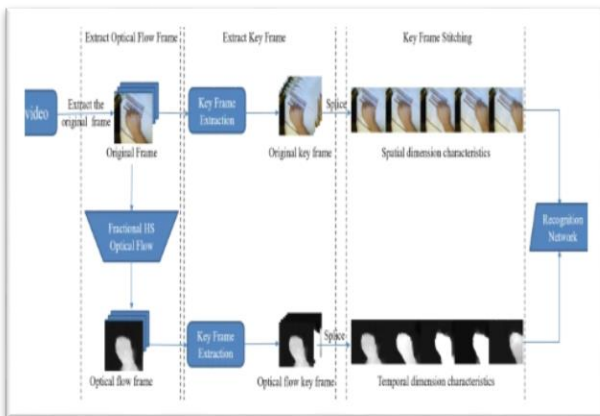 Extract Optical Flow Frame
Extract Key Frame
Key Frame Stitching
video
Extract the
original frame
Original Frame
Key Frame
Extraction
Original key frame
Splice
Spatial dimension characteristics
Fractional HS
Optical Flow
Recognition
Network
Optical flow frame
Key Frame
Extraction
Optical flow key frame
Splice
Temporal dimension characteristics